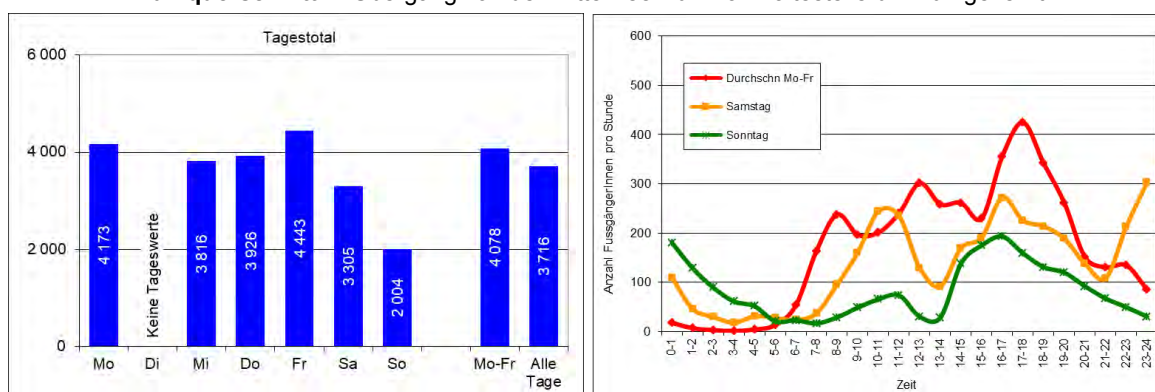 Tagestotal
6 000
4 000
2 000
0
4 173
Keine Tageswerte
3 816
3 926
4 443
3 305
2 004
4 078
3 716
Mo Di Mi Do Fr Sa So Mo-Fr Alle
Tage
Anzahl FussgängerInnen pro Stunde
600
500
400
300
200
100
0
Durchschn Mo-Fr
Samstag
Sonntag
0-1 1-2 2-3 3-4 4-5 5-6 6-7 7-8 8-9 9-10 10-11 11-12 12-13 13-14 14-15 15-16 16-17 17-18 18-19 19-20 20-21 21-22 22-23 23-24
Zeit